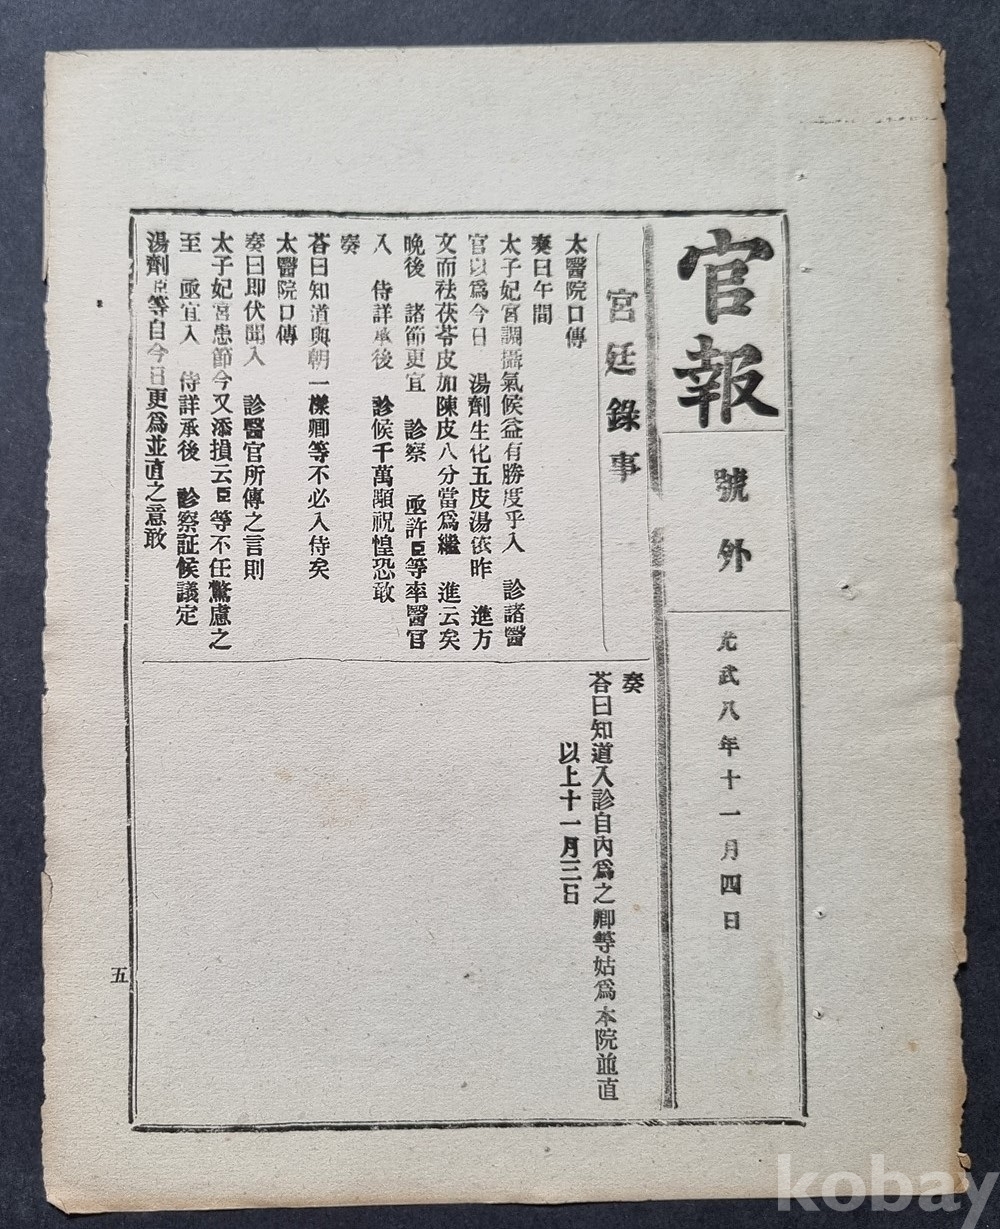 官報
號外
光武八年十一月四日
宮廷錄事
太醫院口傳
奏曰午間
太子妃宮調攝氣候益有勝度乎入 診諸醫
官以爲今日 湯劑生化五皮湯依昨 進方
文而祛茯苓皮加陳皮八分當爲繼 進云矣
晩後 諸節更宜 診察 亟許臣等率醫官
入 侍詳承後 診候千萬顒祝惶恐敢
奏
荅曰知道與朝一樣卿等不必入侍矣
太醫院口傳
奏曰卽伏聞入 診醫官所傳之言則
太子妃宮患節今又添損云臣等不任驚慮之
至 亟宜入 侍詳承後 診察証候議定
湯劑臣等自今日更爲並直之意敢
奏
荅曰知道入診自內爲之卿等姑爲本院並直
以上十一月三日
五
kobay